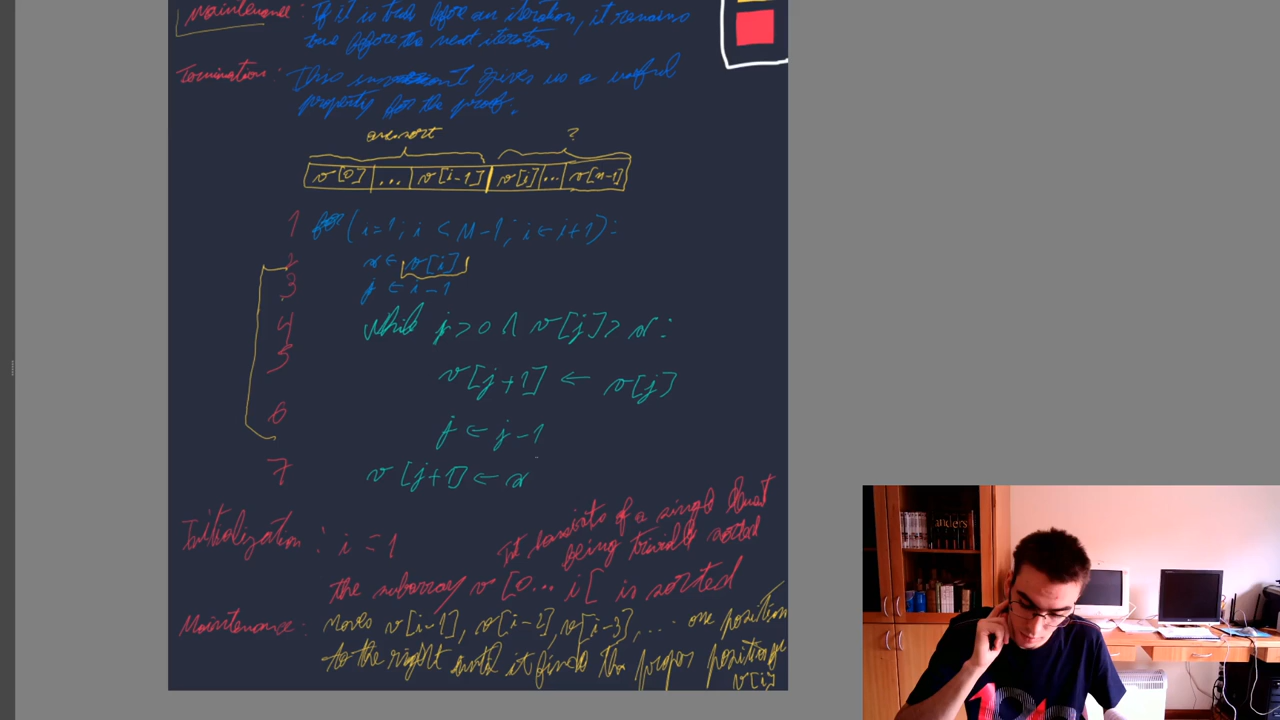 Maintenance: If it is true before an iteration, it remains
true before the next iteration
Termination: This gives us a useful
property for the proof.
?
v[0] ... v[i-1] v[i] ... v[n-1]
1 for (i=1; i < n-1; i ← i+1):
2 x ← v[i]
3 j ← i-1
4 while j > 0 ∧ v[j] > x:
5 v[j+1] ← v[j]
6 j ← j-1
7 v[j+1] ← x
Initialization: i = 1
it consists of a single
being trivially sorted
the subarray v[0... i[ is sorted
Maintenance: moves v[i-1], v[i-2], v[i-3], ... one position
to the right until it finds the proper position
v[i]
anders